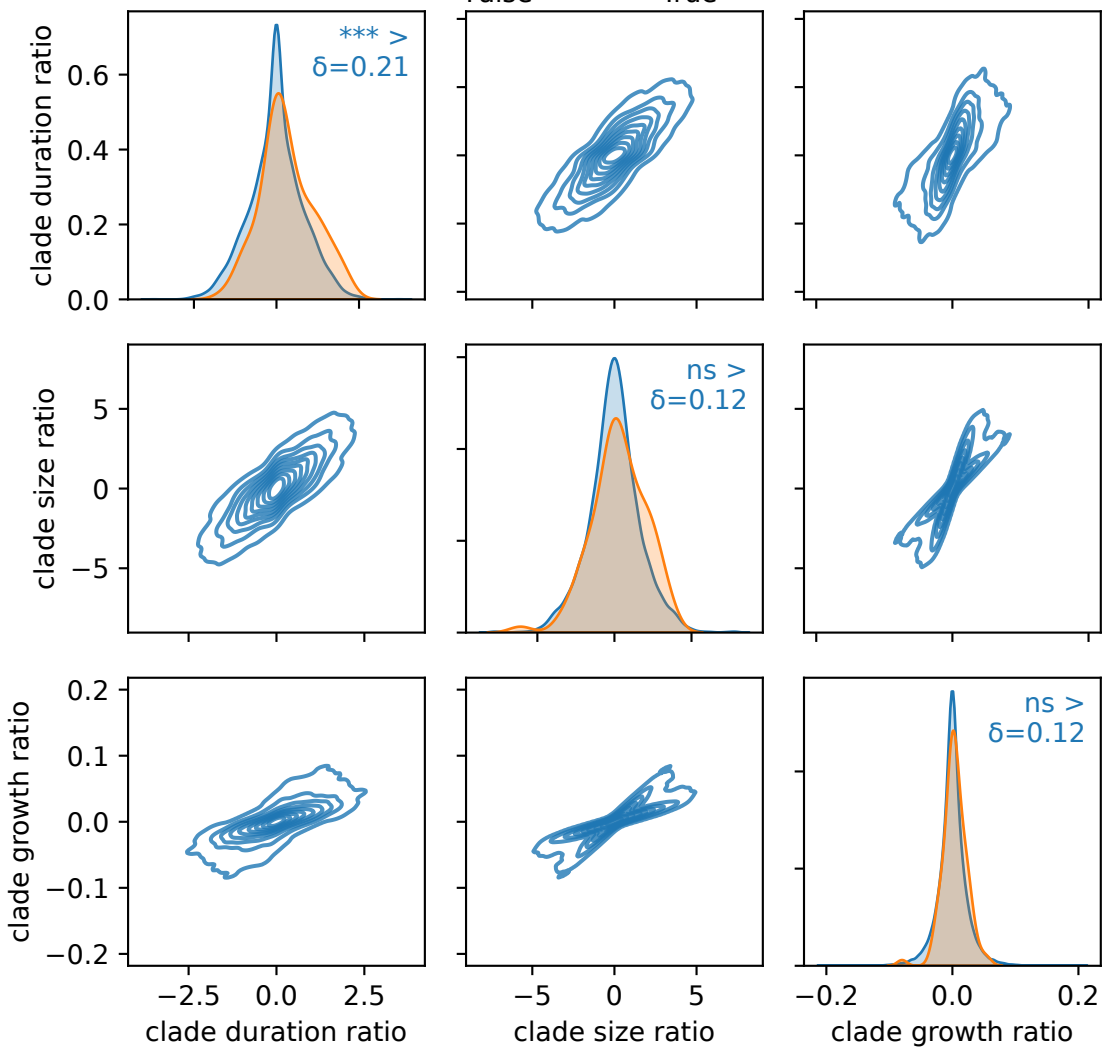 False True
clade duration ratio
0.6
0.4
0.2
0.0
*** >
δ=0.21
clade size ratio
5
0
−5
ns >
δ=0.12
clade growth ratio
0.2
0.1
0.0
−0.1
−0.2
ns >
δ=0.12
−2.5 0.0 2.5
−5 0 5
−0.2 0.0 0.2
clade duration ratio
clade size ratio
clade growth ratio